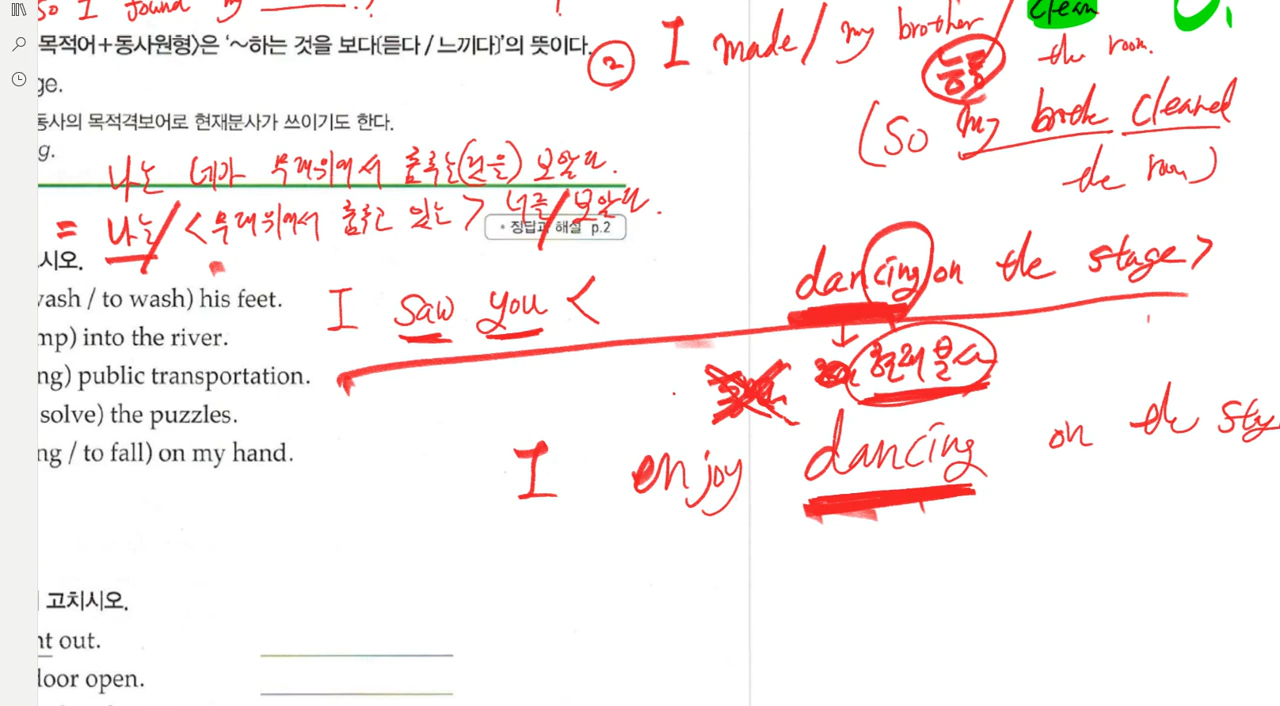 so I found my ?
I made / my brother / clean
② the room.
능동
목적어+동사원형>은 '~하는 것을 보다(듣다 / 느끼다)'의 뜻이다.
ge.
동사의 목적격보어로 현재분사가 쓰이기도 한다.
g.
(so my brothe cleaned
the room)
나는 네가 무대위에서 춤추는(것을) 보았다.
= 나는 / < 무대위에서 춤추고 있는 > 너를 / 보았다.
• 정답과 해설 p.2
시오.
I saw you < dancing on the stage >
vash / to wash) his feet.
mp) into the river.
현재분사
ng) public transportation.
solve) the puzzles.
ng / to fall) on my hand.
I enjoy dancing on the
고치시오.
nt out.
loor open.